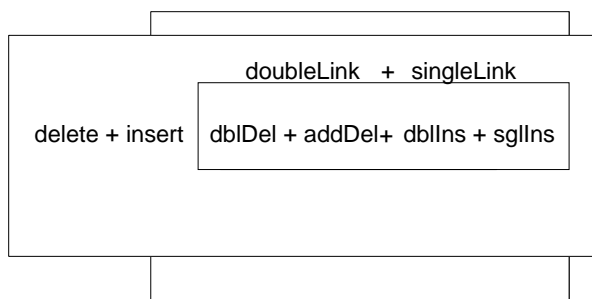 doubleLink + singleLink
delete + insert dblDel + addDel+ dblIns + sglIns